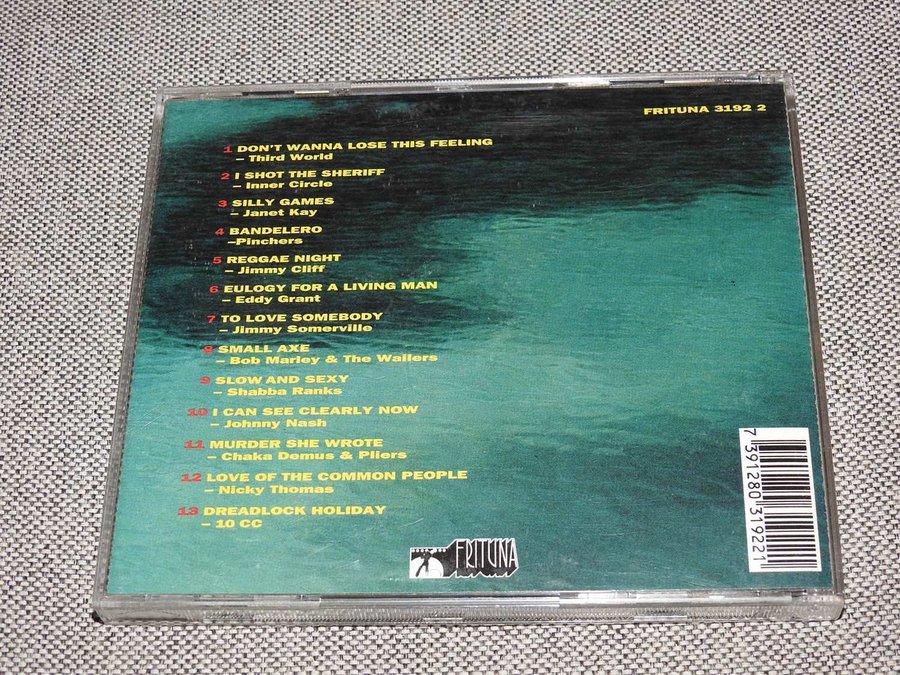 FRITUNA 3192 2
1 DON'T WANNA LOSE THIS FEELING
– Third World
2 I SHOT THE SHERIFF
– Inner Circle
3 SILLY GAMES
– Janet Kay
4 BANDELERO
–Pinchers
5 REGGAE NIGHT
– Jimmy Cliff
6 EULOGY FOR A LIVING MAN
– Eddy Grant
7 TO LOVE SOMEBODY
– Jimmy Somerville
8 SMALL AXE
– Bob Marley & The Wailers
9 SLOW AND SEXY
– Shabba Ranks
10 I CAN SEE CLEARLY NOW
– Johnny Nash
11 MURDER SHE WROTE
– Chaka Demus & Pliers
12 LOVE OF THE COMMON PEOPLE
– Nicky Thomas
13 DREADLOCK HOLIDAY
– 10 CC
FRITUNA
7 391280 319221